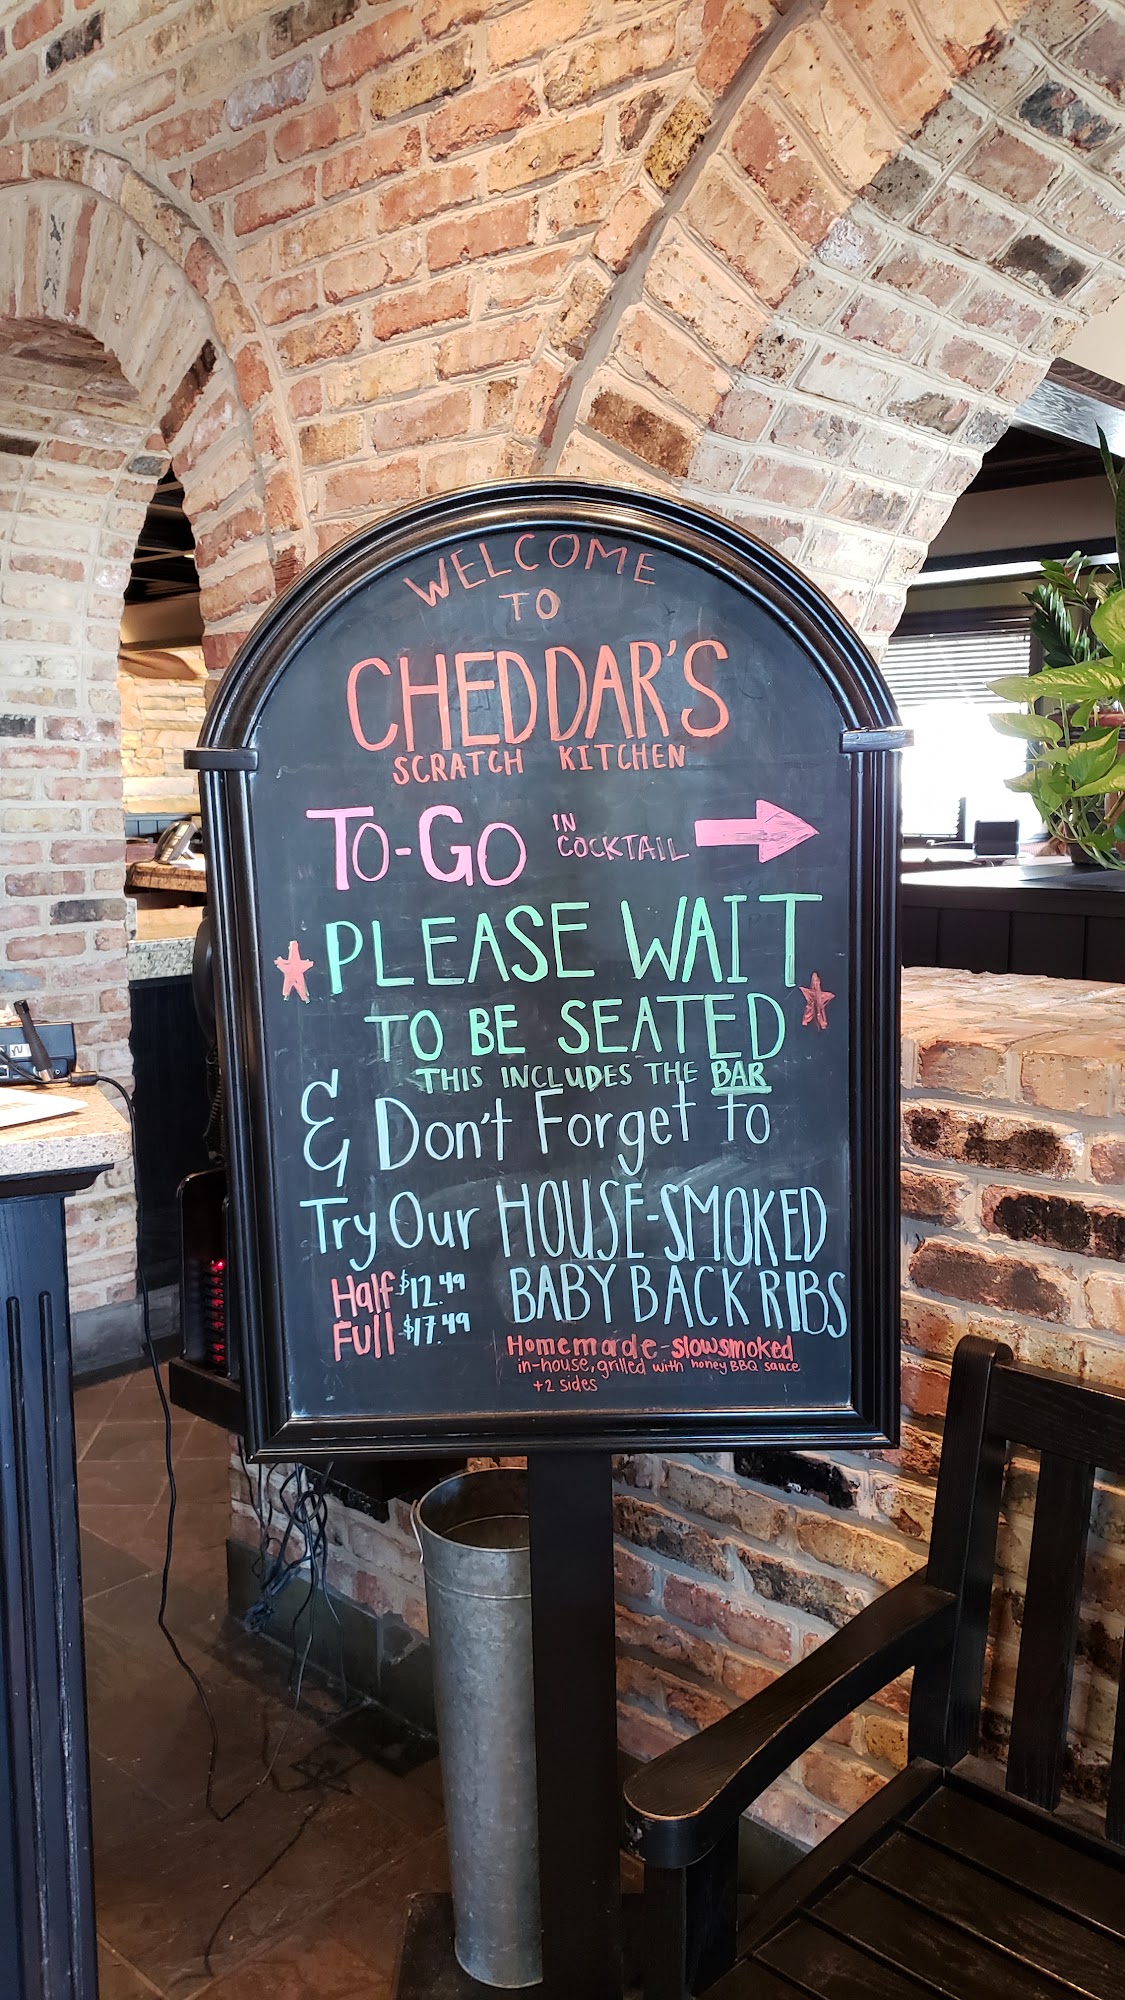 WELCOME
TO
CHEDDAR'S
SCRATCH KITCHEN
TO-GO IN
COCKTAIL
PLEASE WAIT
TO BE SEATED
THIS INCLUDES THE BAR
& Don't Forget to
Try Our HOUSE-SMOKED
BABY BACK RIBS
Half $12.49
Full $17.49
Homemade-slowsmoked
in-house, grilled with honey BBQ sauce
+2 sides